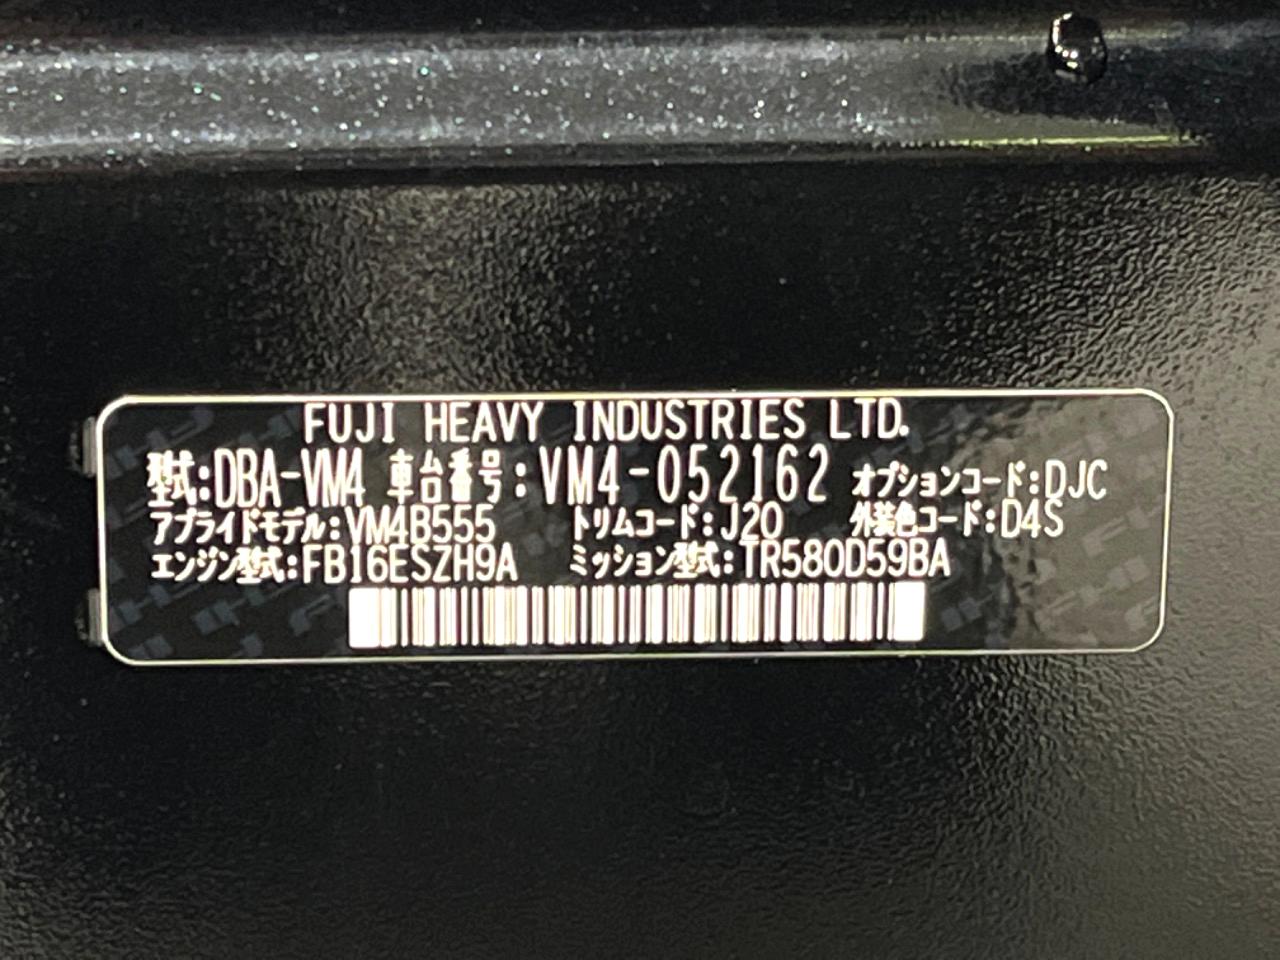 FUJI HEAVY INDUSTRIES LTD.
型式:DBA-VM4 車台番号:VM4-052162 オプションコード:DJC
アプライドモデル:VM4B555 トリムコード:J20 外装色コード:D4S
エンジン型式:FB16ESZH9A ミッション型式:TR580D59BA